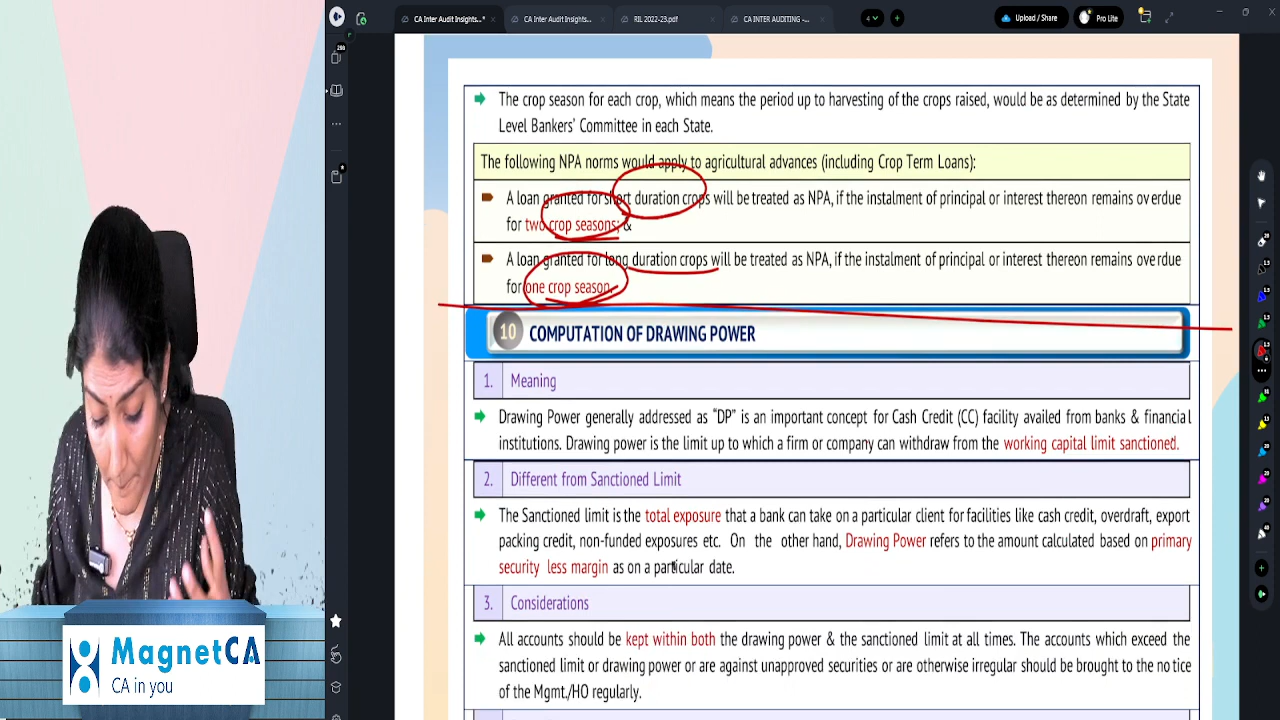 CA Inter Audit Insights...*
CA Inter Audit Insights...
RIL 2022-23.pdf
CA INTER AUDITING -...
4
Upload / Share
Pro Lite
The crop season for each crop, which means the period up to harvesting of the crops raised, would be as determined by the State
Level Bankers' Committee in each State.
The following NPA norms would apply to agricultural advances (including Crop Term Loans):
A loan granted for short duration crops will be treated as NPA, if the instalment of principal or interest thereon remains overdue
for two crop seasons; &
A loan granted for long duration crops will be treated as NPA, if the instalment of principal or interest thereon remains overdue
for one crop season.
10 COMPUTATION OF DRAWING POWER
1. Meaning
Drawing Power generally addressed as "DP" is an important concept for Cash Credit (CC) facility availed from banks & financial
institutions. Drawing power is the limit up to which a firm or company can withdraw from the working capital limit sanctioned.
2. Different from Sanctioned Limit
The Sanctioned limit is the total exposure that a bank can take on a particular client for facilities like cash credit, overdraft, export
packing credit, non-funded exposures etc. On the other hand, Drawing Power refers to the amount calculated based on primary
security less margin as on a particular date.
3. Considerations
All accounts should be kept within both the drawing power & the sanctioned limit at all times. The accounts which exceed the
sanctioned limit or drawing power or are against unapproved securities or are otherwise irregular should be brought to the notice
of the Mgmt./HO regularly.
MagnetCA
CA in you